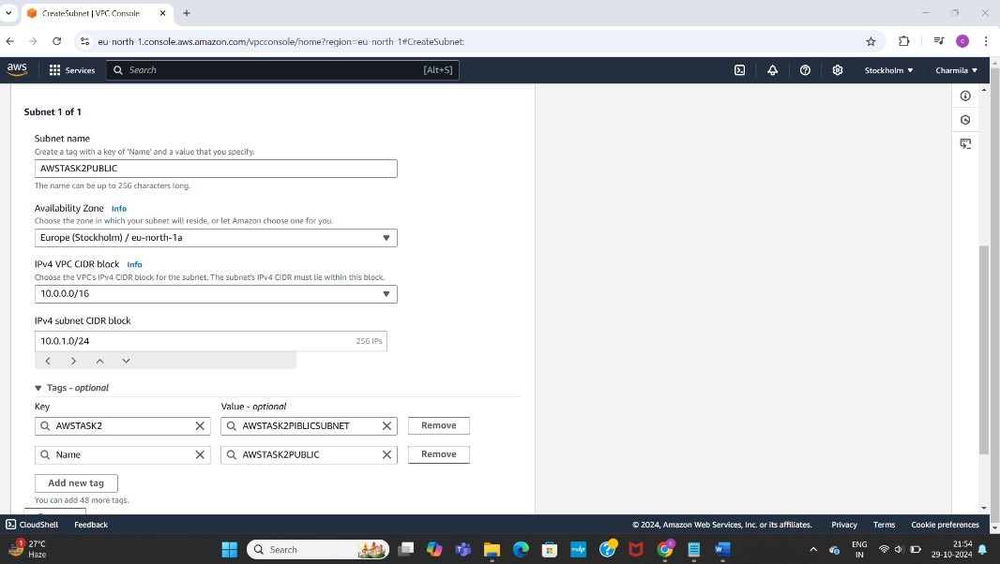 CreateSubnet | VPC Console
eu-north-1.console.aws.amazon.com/vpcconsole/home?region=eu-north-1#CreateSubnet:
aws Services Search [Alt+S] Stockholm Charmila
Subnet 1 of 1
Subnet name
Create a tag with a key of 'Name' and a value that you specify.
AWSTASK2PUBLIC
The name can be up to 256 characters long.
Availability Zone Info
Choose the zone in which your subnet will reside, or let Amazon choose one for you.
Europe (Stockholm) / eu-north-1a
IPv4 VPC CIDR block Info
Choose the VPC's IPv4 CIDR block for the subnet. The subnet's IPv4 CIDR must lie within this block.
10.0.0.0/16
IPv4 subnet CIDR block
10.0.1.0/24 256 IPs
Tags - optional
Key Value - optional
AWSTASK2 AWSTASK2PIBLICSUBNET Remove
Name AWSTASK2PUBLIC Remove
Add new tag
You can add 48 more tags.
CloudShell Feedback © 2024, Amazon Web Services, Inc. or its affiliates. Privacy Terms Cookie preferences
1 27°C Haze
Search
ENG IN
21:54
29-10-2024